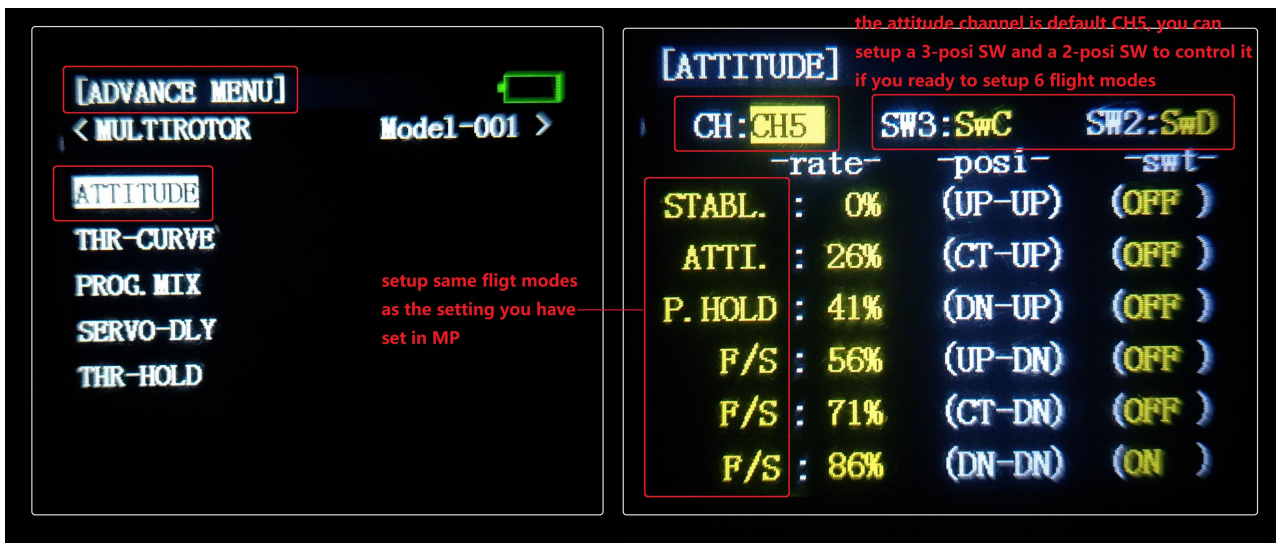 [ADVANCE MENU]
< MULTIROTOR Model-001 >
ATTITUDE
THR-CURVE
PROG.MIX
SERVO-DLY
THR-HOLD
setup same fligt modes
as the setting you have
set in MP
the attitude channel is default CH5, you can
setup a 3-posi SW and a 2-posi SW to control it
if you ready to setup 6 flight modes
[ATTITUDE]
CH:CH5 SW3:SwC SW2:SwD
-rate- -posi- -swt-
STABL. : 0% (UP-UP) (OFF )
ATTI. : 26% (CT-UP) (OFF )
P.HOLD : 41% (DN-UP) (OFF )
F/S : 56% (UP-DN) (OFF )
F/S : 71% (CT-DN) (OFF )
F/S : 86% (DN-DN) (ON )